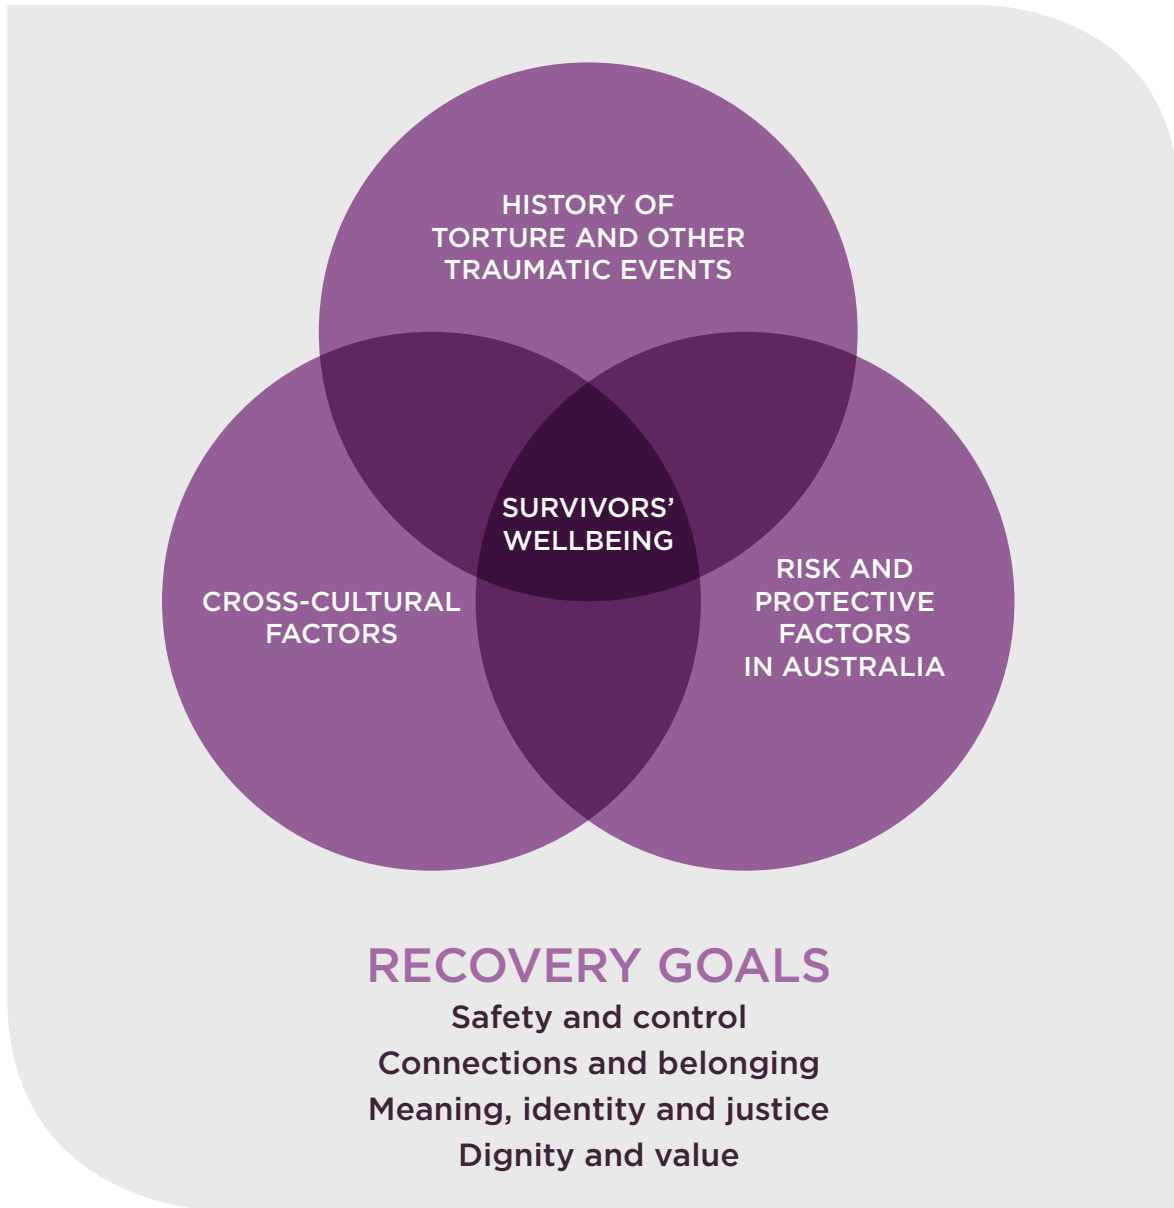 HISTORY OF
TORTURE AND OTHER
TRAUMATIC EVENTS
SURVIVORS’
WELLBEING
CROSS-CULTURAL
FACTORS
RISK AND
PROTECTIVE
FACTORS
IN AUSTRALIA
RECOVERY GOALS
Safety and control
Connections and belonging
Meaning, identity and justice
Dignity and value